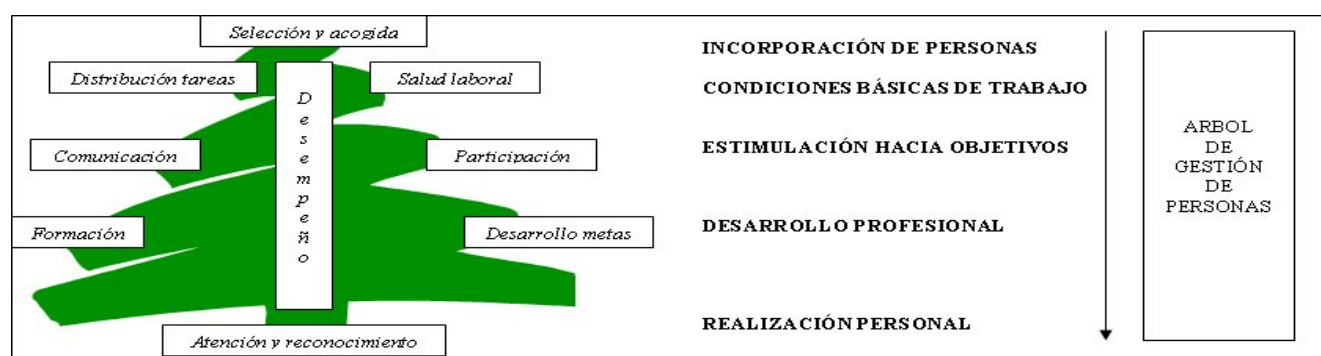 Selección y acogida
INCORPORACIÓN DE PERSONAS
Distribución tareas
Salud laboral
CONDICIONES BÁSICAS DE TRABAJO
Desempeño
Comunicación
Participación
ESTIMULACIÓN HACIA OBJETIVOS
Formación
Desarrollo metas
DESARROLLO PROFESIONAL
Atención y reconocimiento
REALIZACIÓN PERSONAL
ARBOL
DE
GESTIÓN
DE
PERSONAS